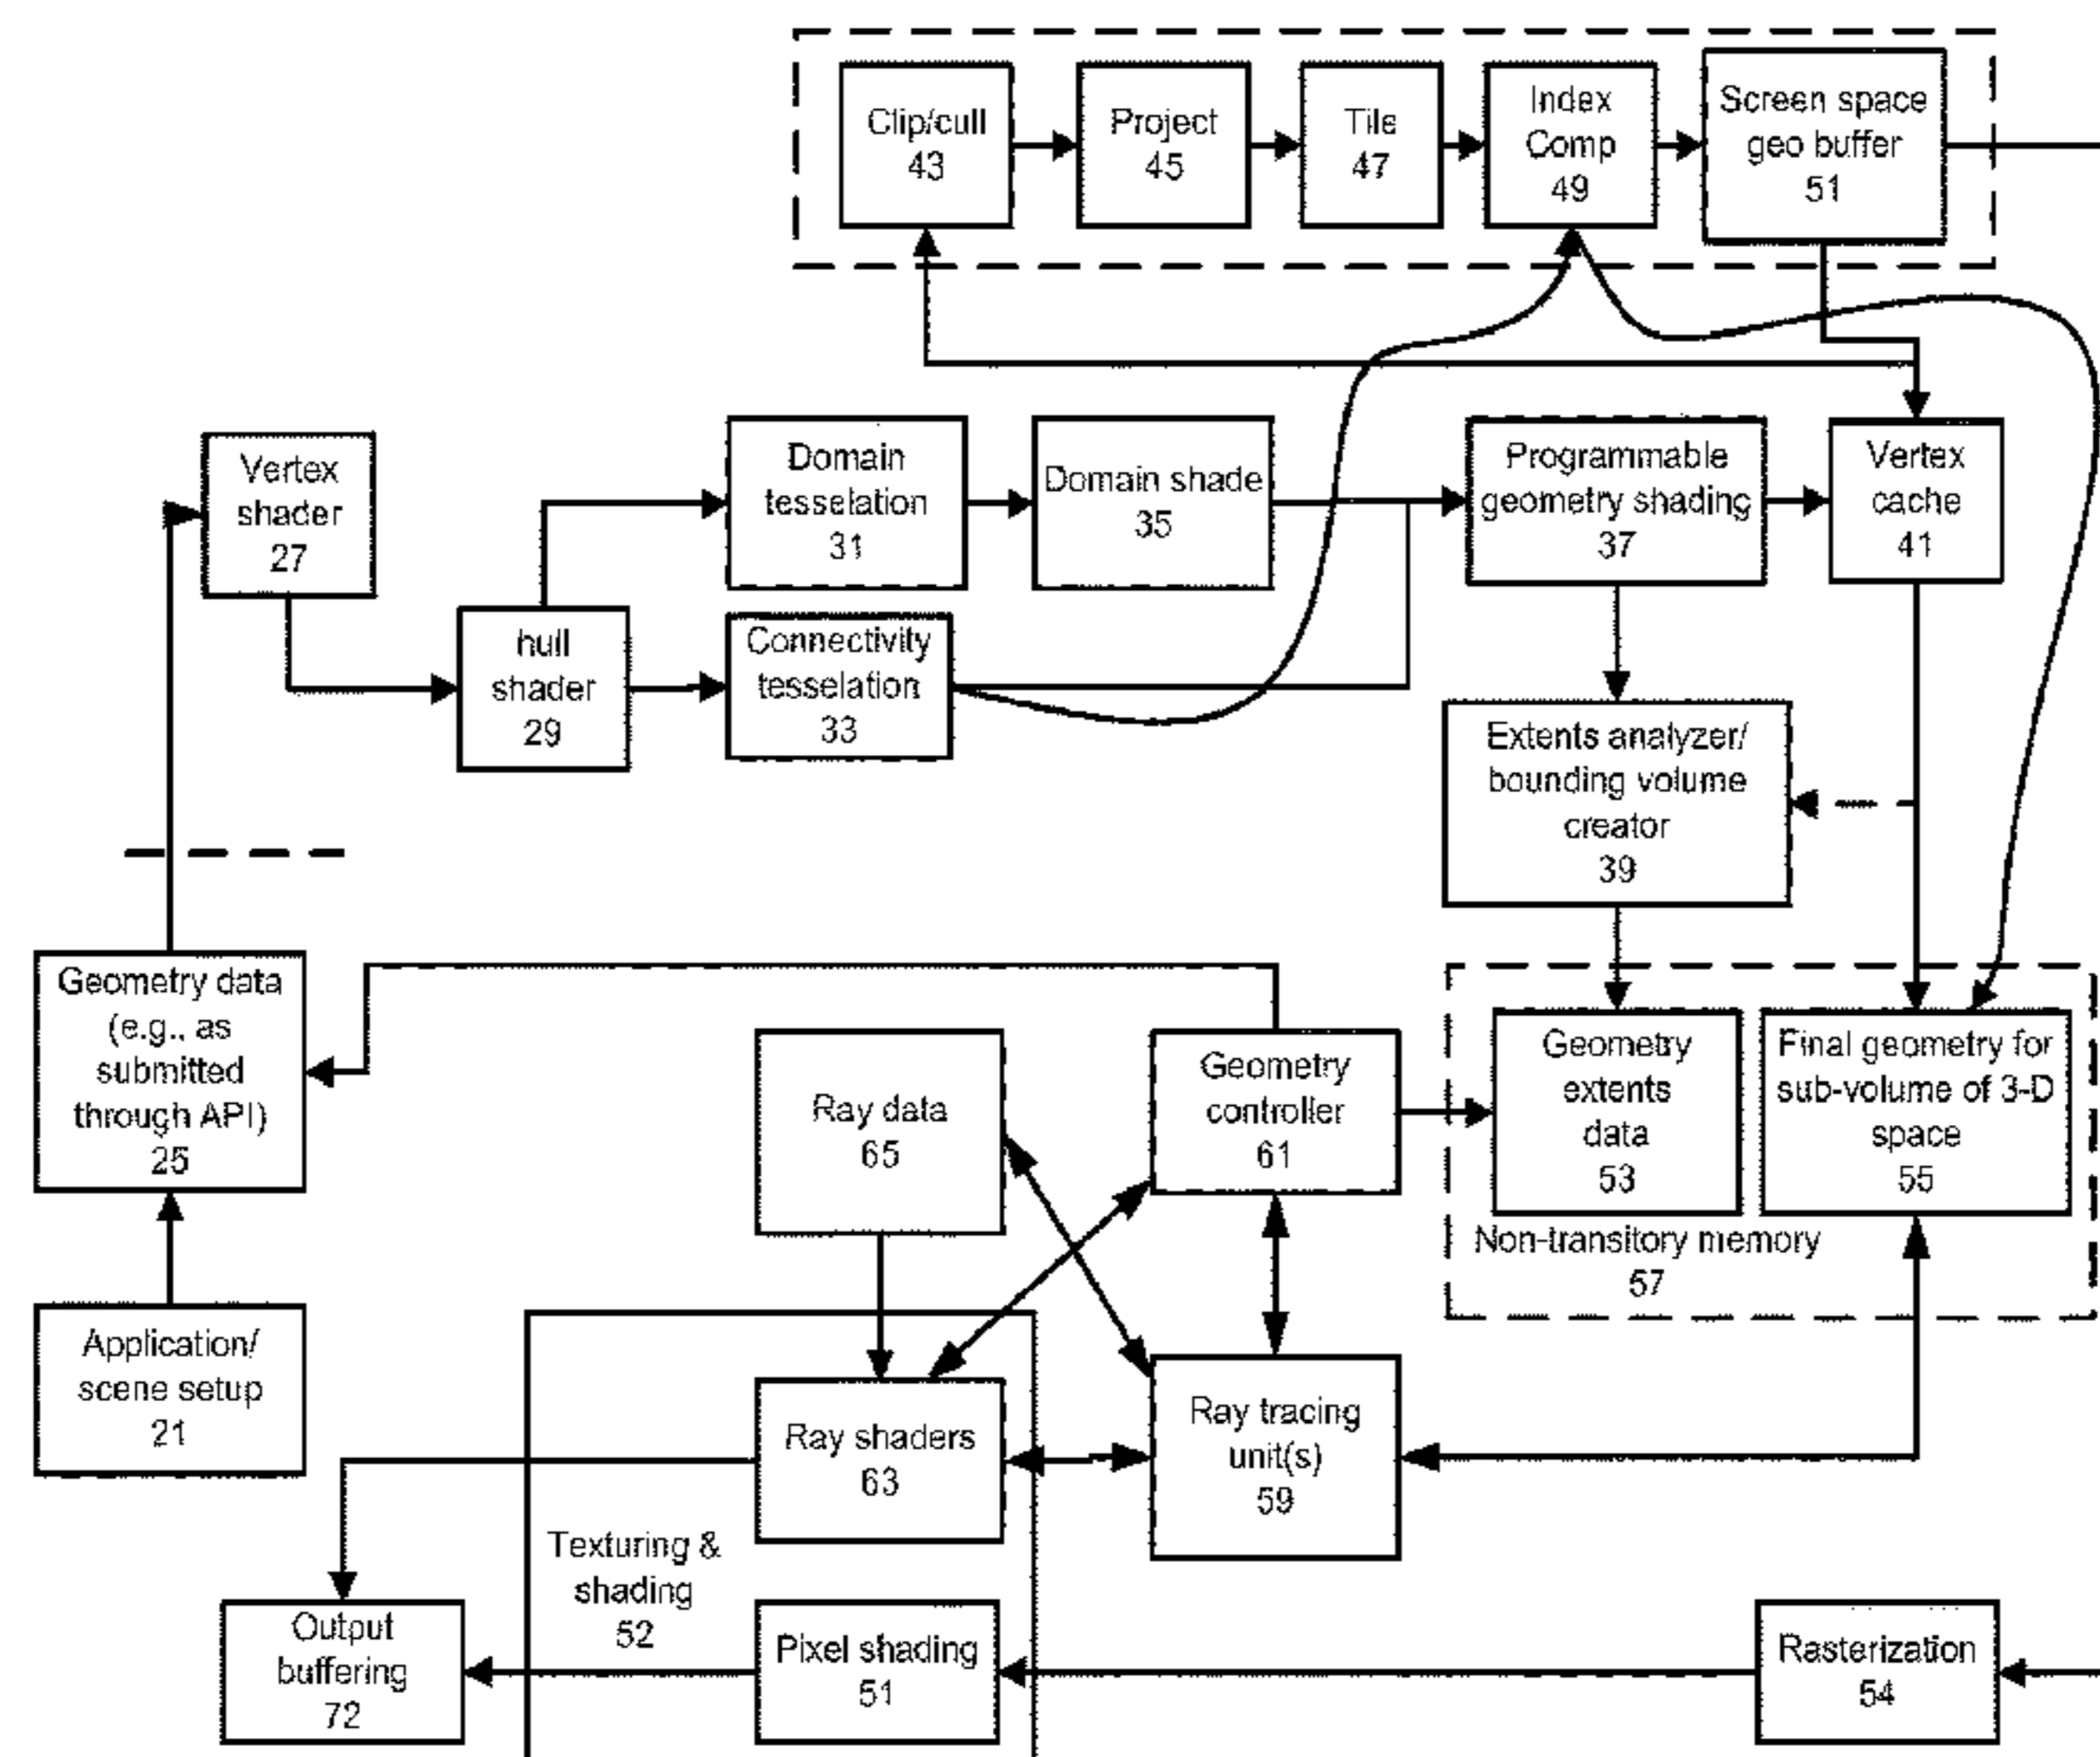 Clip/cull
43
Project
45
Tile
47
Index
Comp
49
Screen space
geo buffer
51
Vertex
shader
27
hull
shader
29
Domain
tesselation
31
Connectivity
tesselation
33
Domain shade
35
Programmable
geometry shading
37
Vertex
cache
41
Extents analyzer/
bounding volume
creator
39
Geometry data
(e.g., as
submitted
through API)
25
Application/
scene setup
21
Ray data
65
Geometry
controller
61
Geometry
extents
data
53
Final geometry for
sub-volume of 3-D
space
55
Non-transitory memory
57
Ray shaders
63
Ray tracing
unit(s)
59
Texturing &
shading
52
Output
buffering
72
Pixel shading
51
Rasterization
54